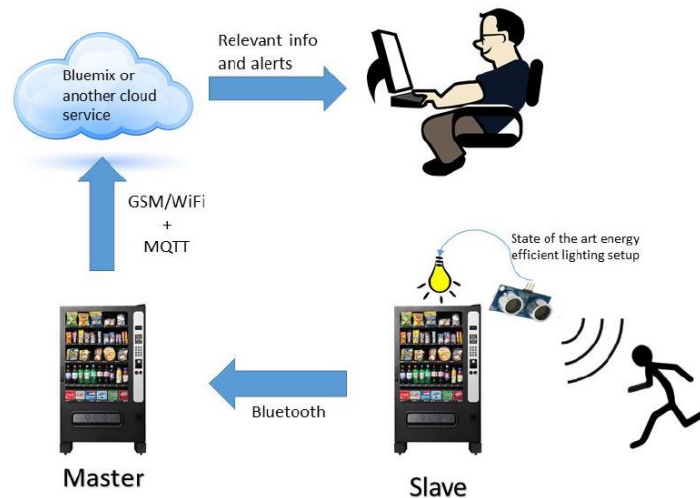 Relevant info
and alerts
Bluemix or
another cloud
service
GSM/WiFi
+
MQTT
State of the art energy
efficient lighting setup
Bluetooth
Master
Slave